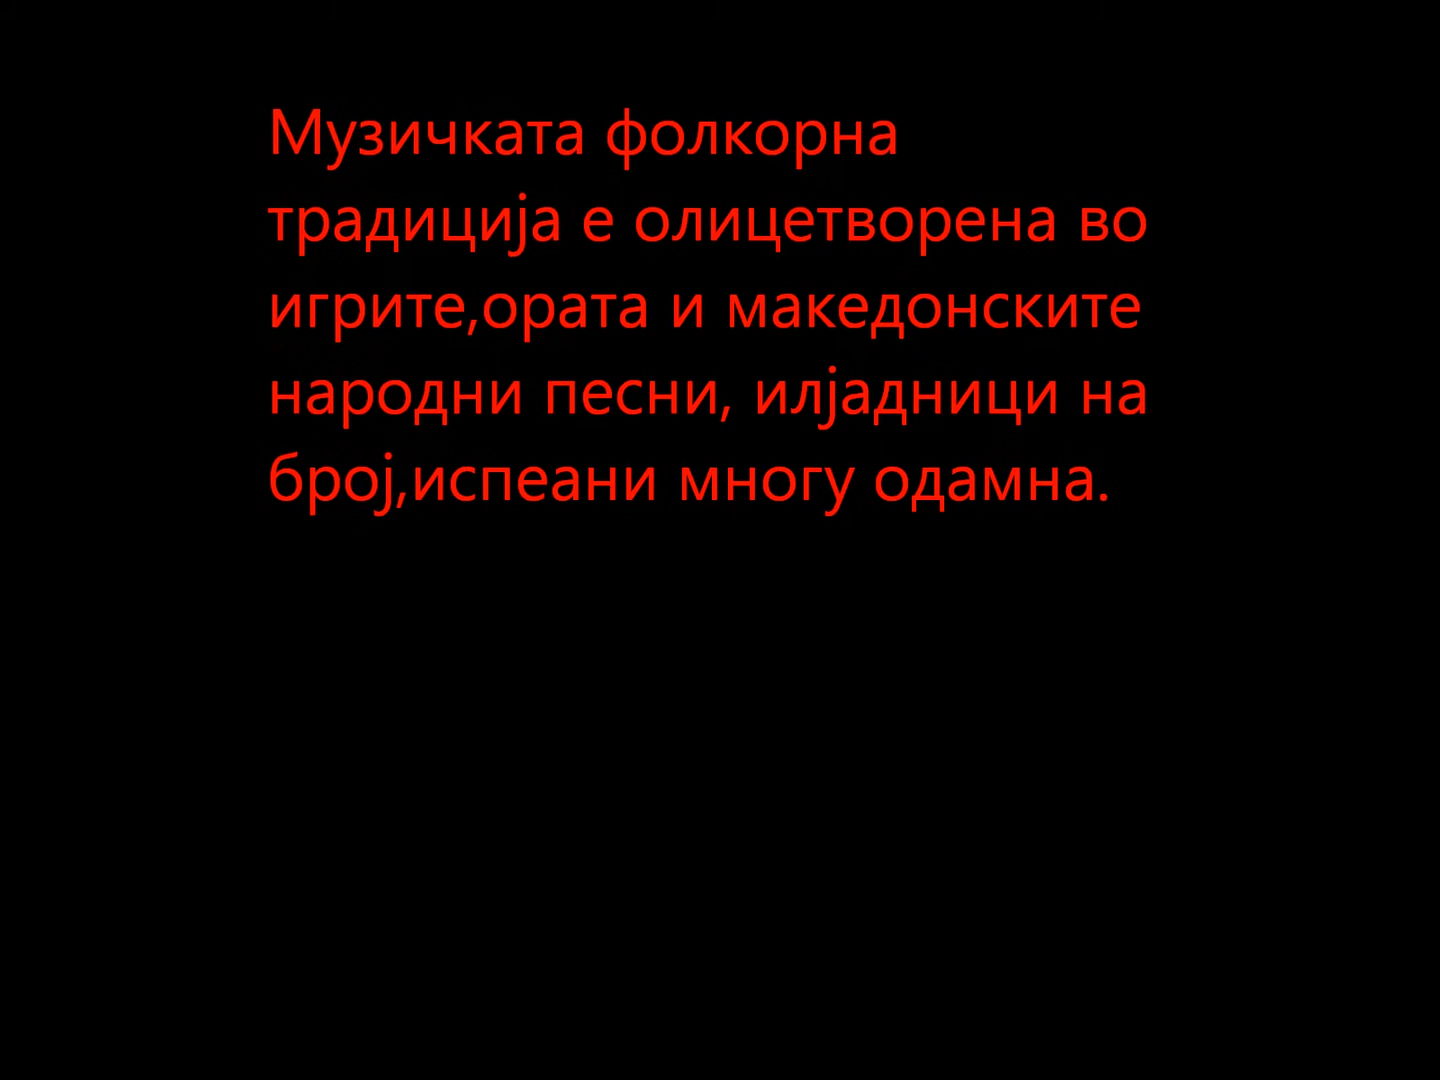 Музичката фолкорна
традиција е олицетворена во
игрите,ората и македонските
народни песни, илјадници на
број,испеани многу одамна.